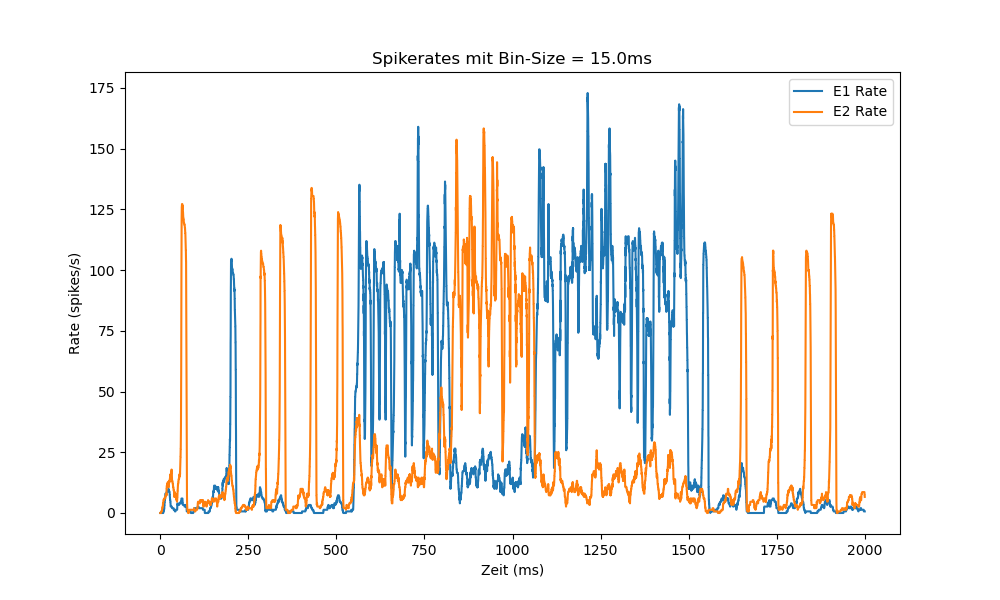 Spikerates mit Bin-Size = 15.0ms
E1 Rate
E2 Rate
175
150
125
100
75
50
25
0
Rate (spikes/s)
0 250 500 750 1000 1250 1500 1750 2000
Zeit (ms)